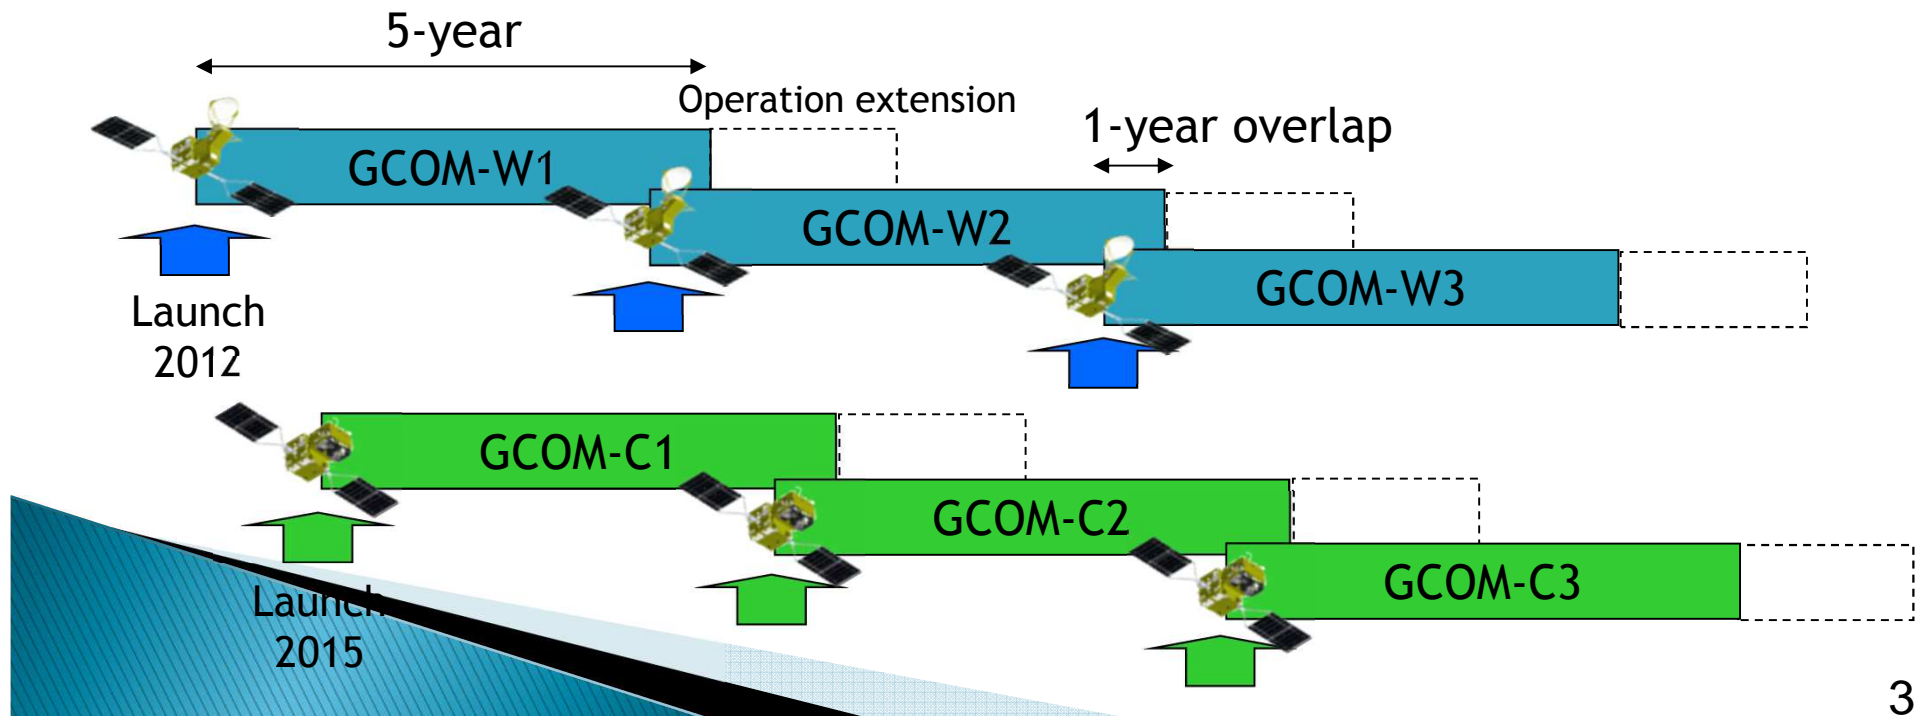 5-year
Operation extension
1-year overlap
GCOM-W1
GCOM-W2
GCOM-W3
Launch
2012
GCOM-C1
GCOM-C2
GCOM-C3
Launch
2015
3